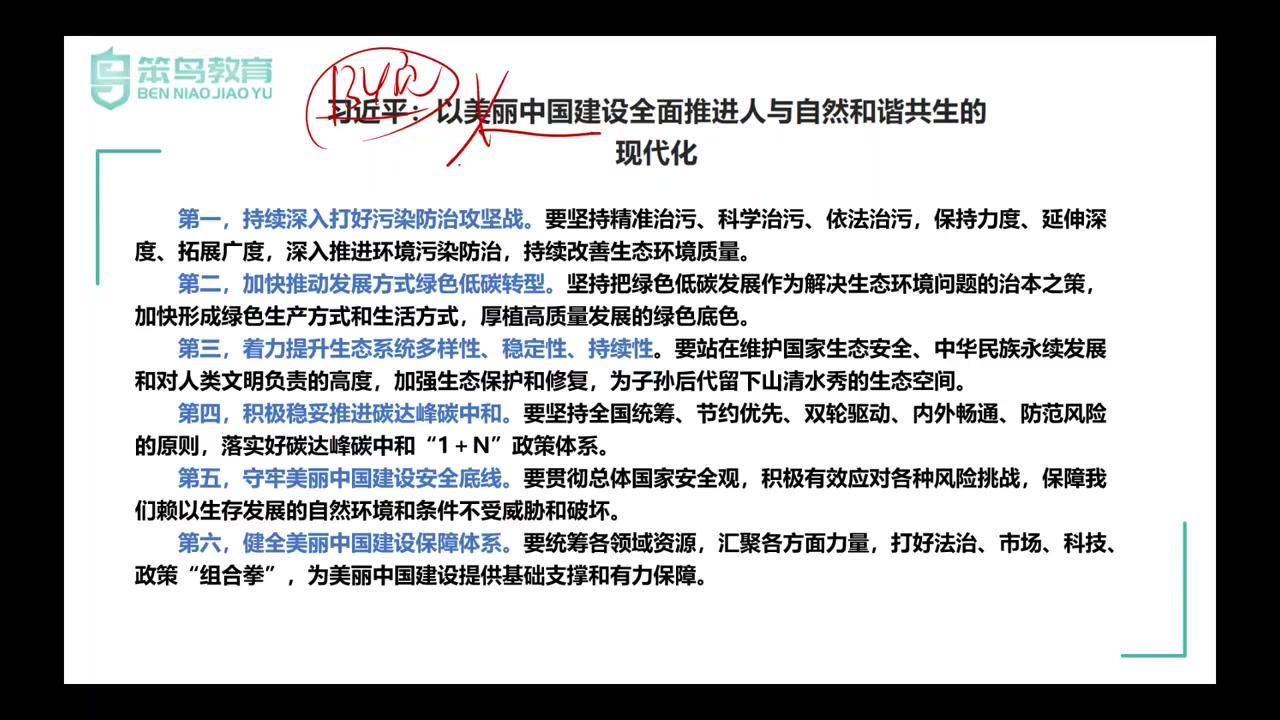 笨鸟教育
BEN NIAO JIAO YU
习近平：以美丽中国建设全面推进人与自然和谐共生的
现代化
第一，持续深入打好污染防治攻坚战。要坚持精准治污、科学治污、依法治污，保持力度、延伸深
度、拓展广度，深入推进环境污染防治，持续改善生态环境质量。
第二，加快推动发展方式绿色低碳转型。坚持把绿色低碳发展作为解决生态环境问题的治本之策，
加快形成绿色生产方式和生活方式，厚植高质量发展的绿色底色。
第三，着力提升生态系统多样性、稳定性、持续性。要站在维护国家生态安全、中华民族永续发展
和对人类文明负责的高度，加强生态保护和修复，为子孙后代留下山清水秀的生态空间。
第四，积极稳妥推进碳达峰碳中和。要坚持全国统筹、节约优先、双轮驱动、内外畅通、防范风险
的原则，落实好碳达峰碳中和“1＋N”政策体系。
第五，守牢美丽中国建设安全底线。要贯彻总体国家安全观，积极有效应对各种风险挑战，保障我
们赖以生存发展的自然环境和条件不受威胁和破坏。
第六，健全美丽中国建设保障体系。要统筹各领域资源，汇聚各方面力量，打好法治、市场、科技、
政策“组合拳”，为美丽中国建设提供基础支撑和有力保障。